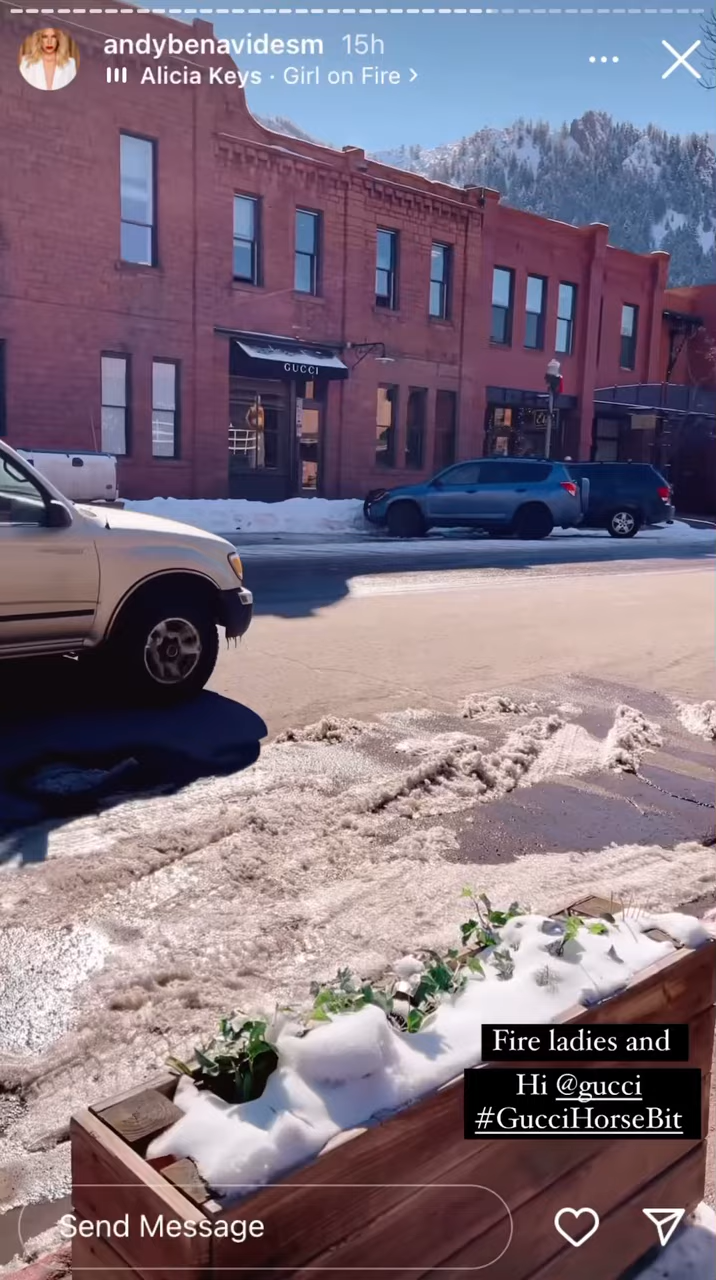 andybenavidesm 15h
Alicia Keys · Girl on Fire
GUCCI
Fire ladies and
Hi @gucci
#GucciHorseBit
Send Message